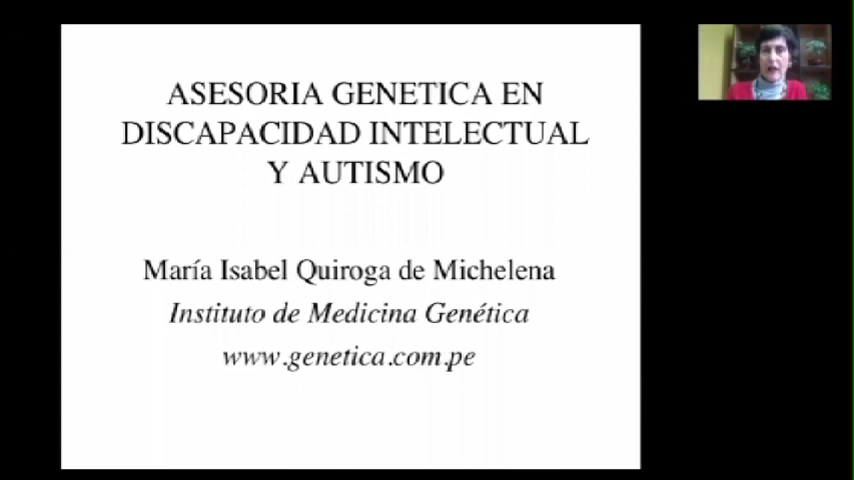 ASESORIA GENETICA EN
DISCAPACIDAD INTELECTUAL
Y AUTISMO
María Isabel Quiroga de Michelena
Instituto de Medicina Genética
www.genetica.com.pe